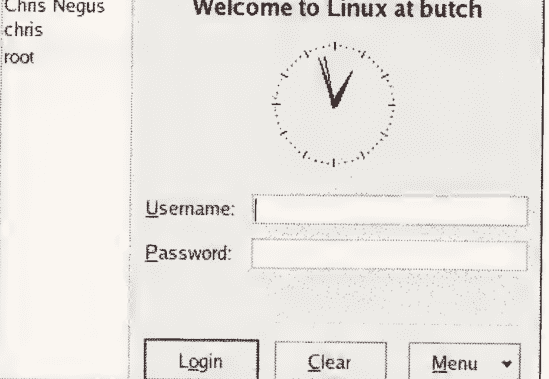 Chris Negus
chris
root
Welcome to Linux at butch
Username:
Password:
Login
Clear
Menu